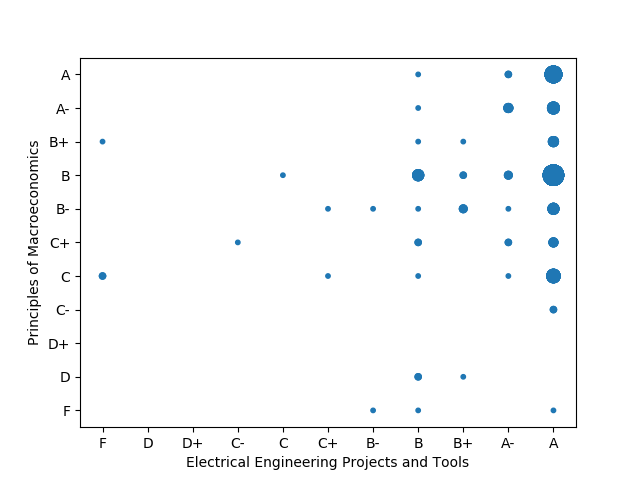 A
A-
B+
B
B-
C+
C
C-
D+
D
F
Principles of Macroeconomics
F D D+ C- C C+ B- B B+ A- A
Electrical Engineering Projects and Tools